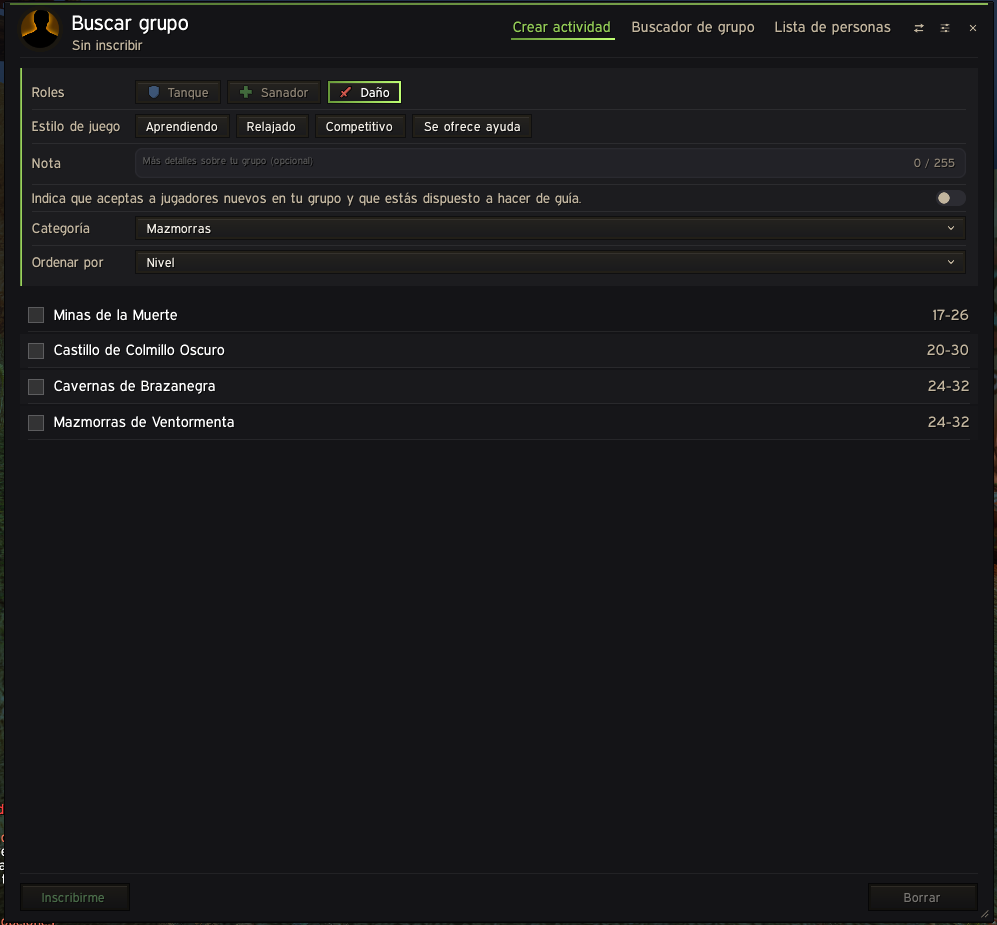 Buscar grupo
Sin inscribir
Crear actividad Buscador de grupo Lista de personas
Roles Tanque Sanador Daño
Estilo de juego Aprendiendo Relajado Competitivo Se ofrece ayuda
Nota Más detalles sobre tu grupo (opcional) 0 / 255
Indica que aceptas a jugadores nuevos en tu grupo y que estás dispuesto a hacer de guía.
Categoría Mazmorras
Ordenar por Nivel
Minas de la Muerte 17-26
Castillo de Colmillo Oscuro 20-30
Cavernas de Brazanegra 24-32
Mazmorras de Ventormenta 24-32
Inscribirme Borrar